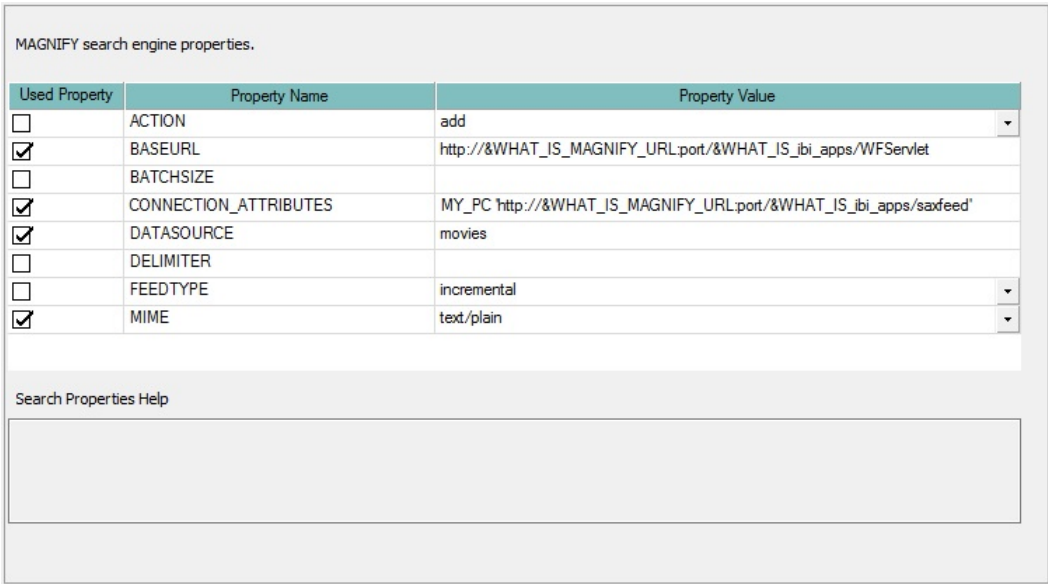 MAGNIFY search engine properties.
Used Property Property Name Property Value
ACTION add
BASEURL http://&WHAT_IS_MAGNIFY_URL:port/&WHAT_IS_ibi_apps/WFServlet
BATCHSIZE
CONNECTION_ATTRIBUTES MY_PC 'http://&WHAT_IS_MAGNIFY_URL:port/&WHAT_IS_ibi_apps/saxfeed'
DATASOURCE movies
DELIMITER
FEEDTYPE incremental
MIME text/plain
Search Properties Help